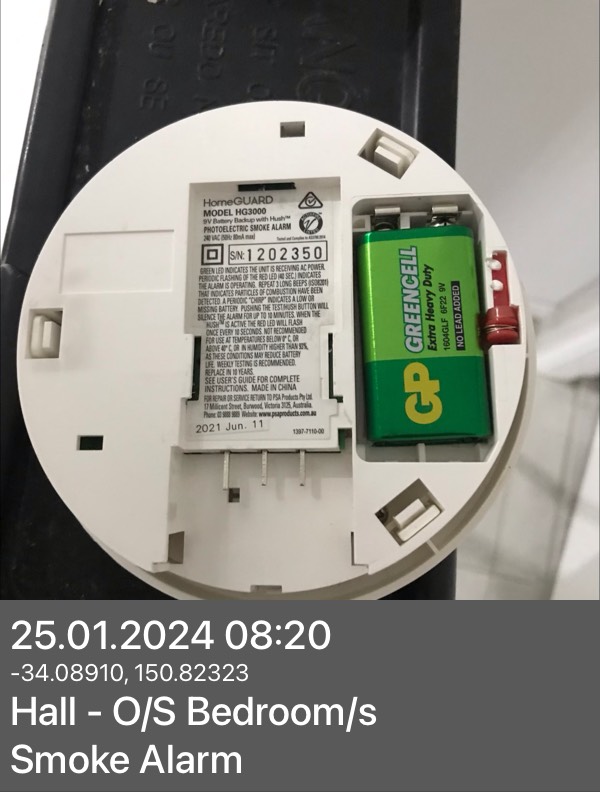 HomeGUARD
MODEL HG3000
9V Battery Backup with Hush™
PHOTOELECTRIC SMOKE ALARM
240 VAC (50Hz 80mA max)
S/N: 1202350
GREEN LED INDICATES THE UNIT IS RECEIVING AC POWER.
PERIODIC FLASHING OF THE RED LED (40 SEC.) INDICATES
THE ALARM IS OPERATING. REPEAT 3 LONG BEEPS (ISO8201)
THAT INDICATES PARTICLES OF COMBUSTION HAVE BEEN
DETECTED. A PERIODIC "CHIRP" INDICATES A LOW OR
MISSING BATTERY. PUSHING THE TEST/HUSH BUTTON WILL
SILENCE THE ALARM FOR UP TO 10 MINUTES. WHEN THE
HUSH™ IS ACTIVE THE RED LED WILL FLASH
ONCE EVERY 10 SECONDS. NOT RECOMMENDED
FOR USE AT TEMPERATURES BELOW 0° C, OR
ABOVE 40° C, OR IN HUMIDITY HIGHER THAN 93%,
AS THESE CONDITIONS MAY REDUCE BATTERY
LIFE. WEEKLY TESTING IS RECOMMENDED.
REPLACE IN 10 YEARS.
SEE USER'S GUIDE FOR COMPLETE
INSTRUCTIONS. MADE IN CHINA
FOR REPAIR OR SERVICE RETURN TO PSA Products Pty Ltd.
17 Millicent Street, Burwood, Victoria 3125, Australia.
Website: www.psaproducts.com.au
2021 Jun. 11
1397-7110-00
GP GREENCELL
Extra Heavy Duty
1604GLF 6F22 9V
NO LEAD ADDED
25.01.2024 08:20
-34.08910, 150.82323
Hall - O/S Bedroom/s
Smoke Alarm